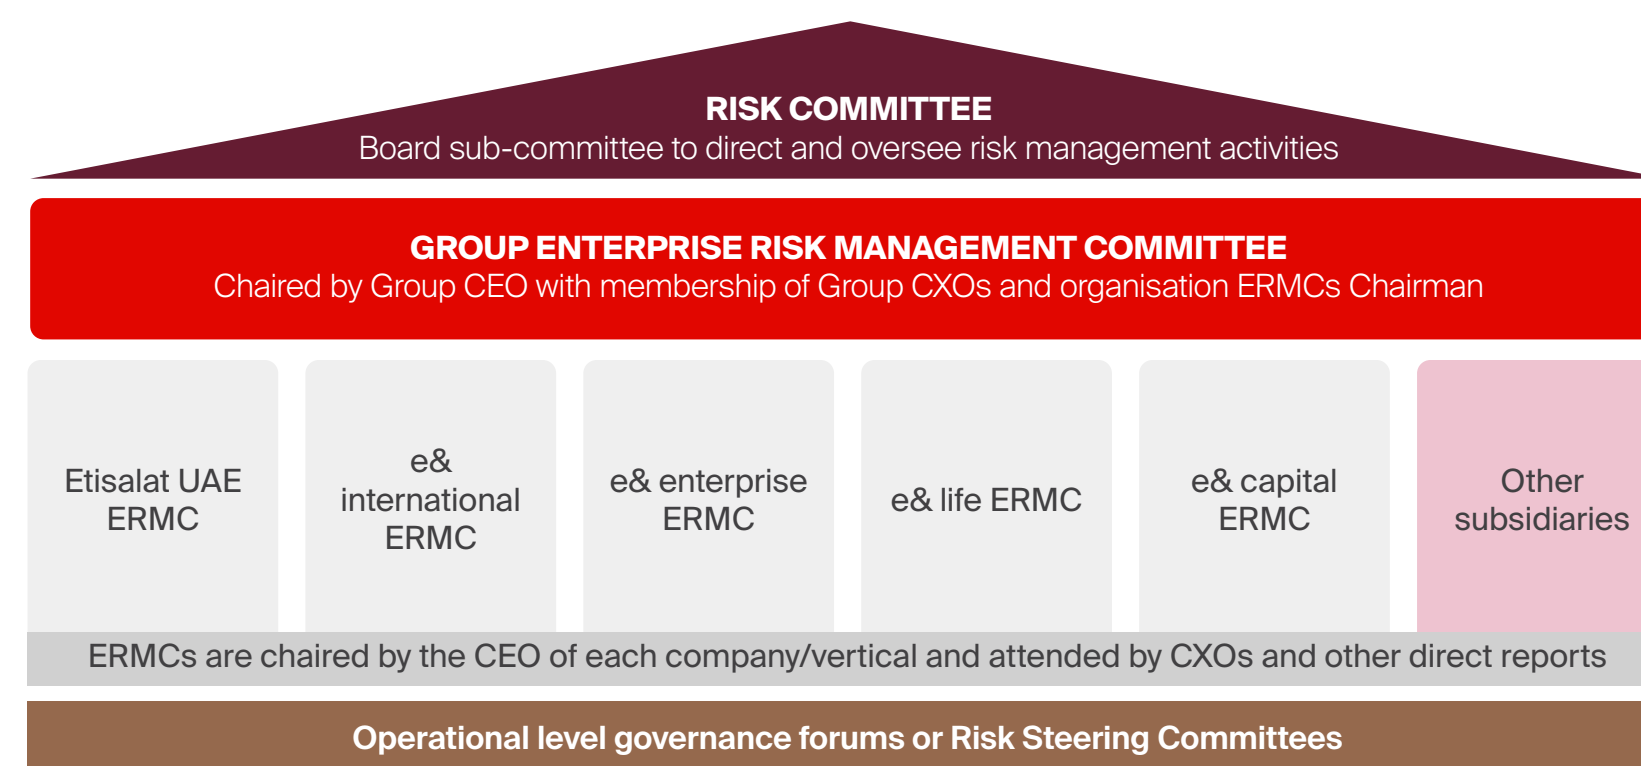 RISK COMMITTEE
Board sub-committee to direct and oversee risk management activities
GROUP ENTERPRISE RISK MANAGEMENT COMMITTEE
Chaired by Group CEO with membership of Group CXOs and organisation ERMCs Chairman
Etisalat UAE
ERMC
e&
international
ERMC
e& enterprise
ERMC
e& life ERMC
e& capital
ERMC
Other
subsidiaries
ERMCs are chaired by the CEO of each company/vertical and attended by CXOs and other direct reports
Operational level governance forums or Risk Steering Committees